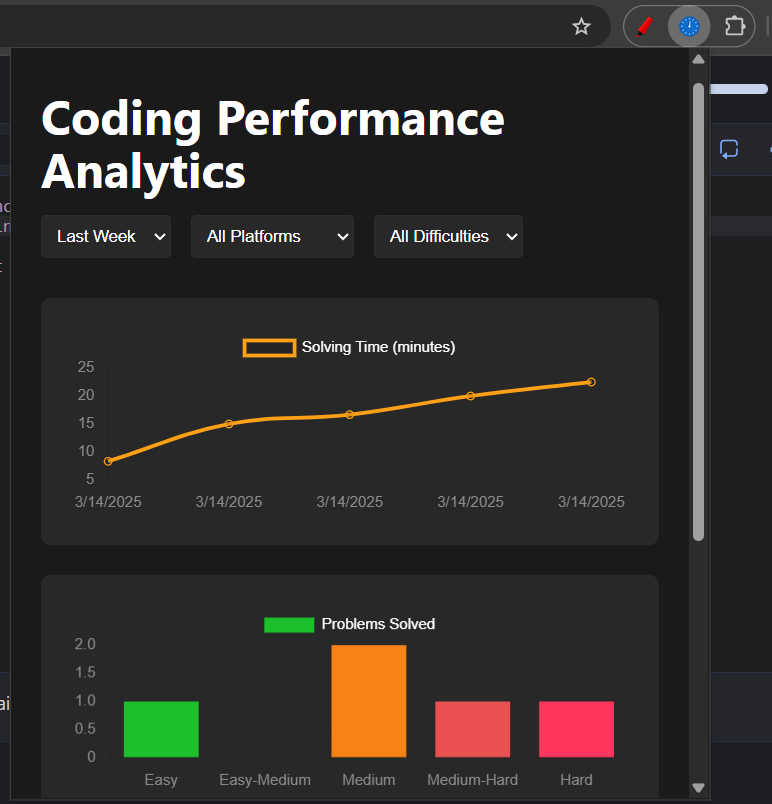 Coding Performance
Analytics
Last Week All Platforms All Difficulties
Solving Time (minutes)
25
20
15
10
5
3/14/2025 3/14/2025 3/14/2025 3/14/2025 3/14/2025
Problems Solved
2.0
1.5
1.0
0.5
0
Easy Easy-Medium Medium Medium-Hard Hard